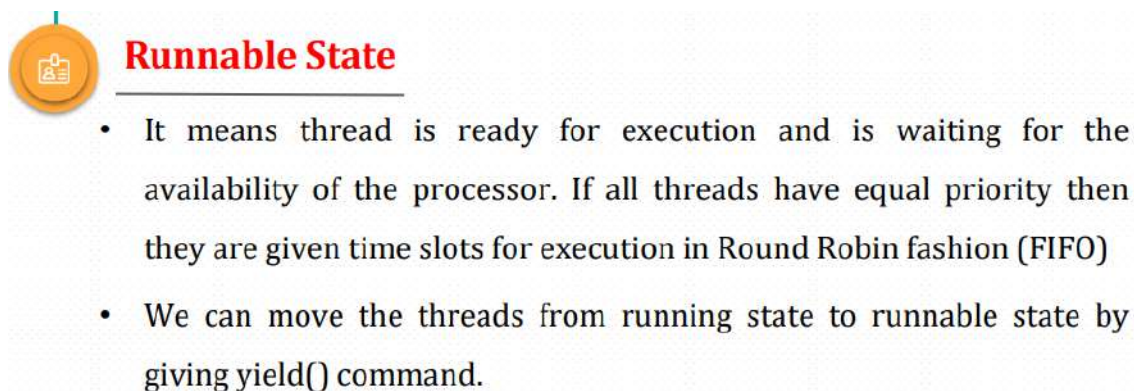 Runnable State
• It means thread is ready for execution and is waiting for the
availability of the processor. If all threads have equal priority then
they are given time slots for execution in Round Robin fashion (FIFO)
• We can move the threads from running state to runnable state by
giving yield() command.